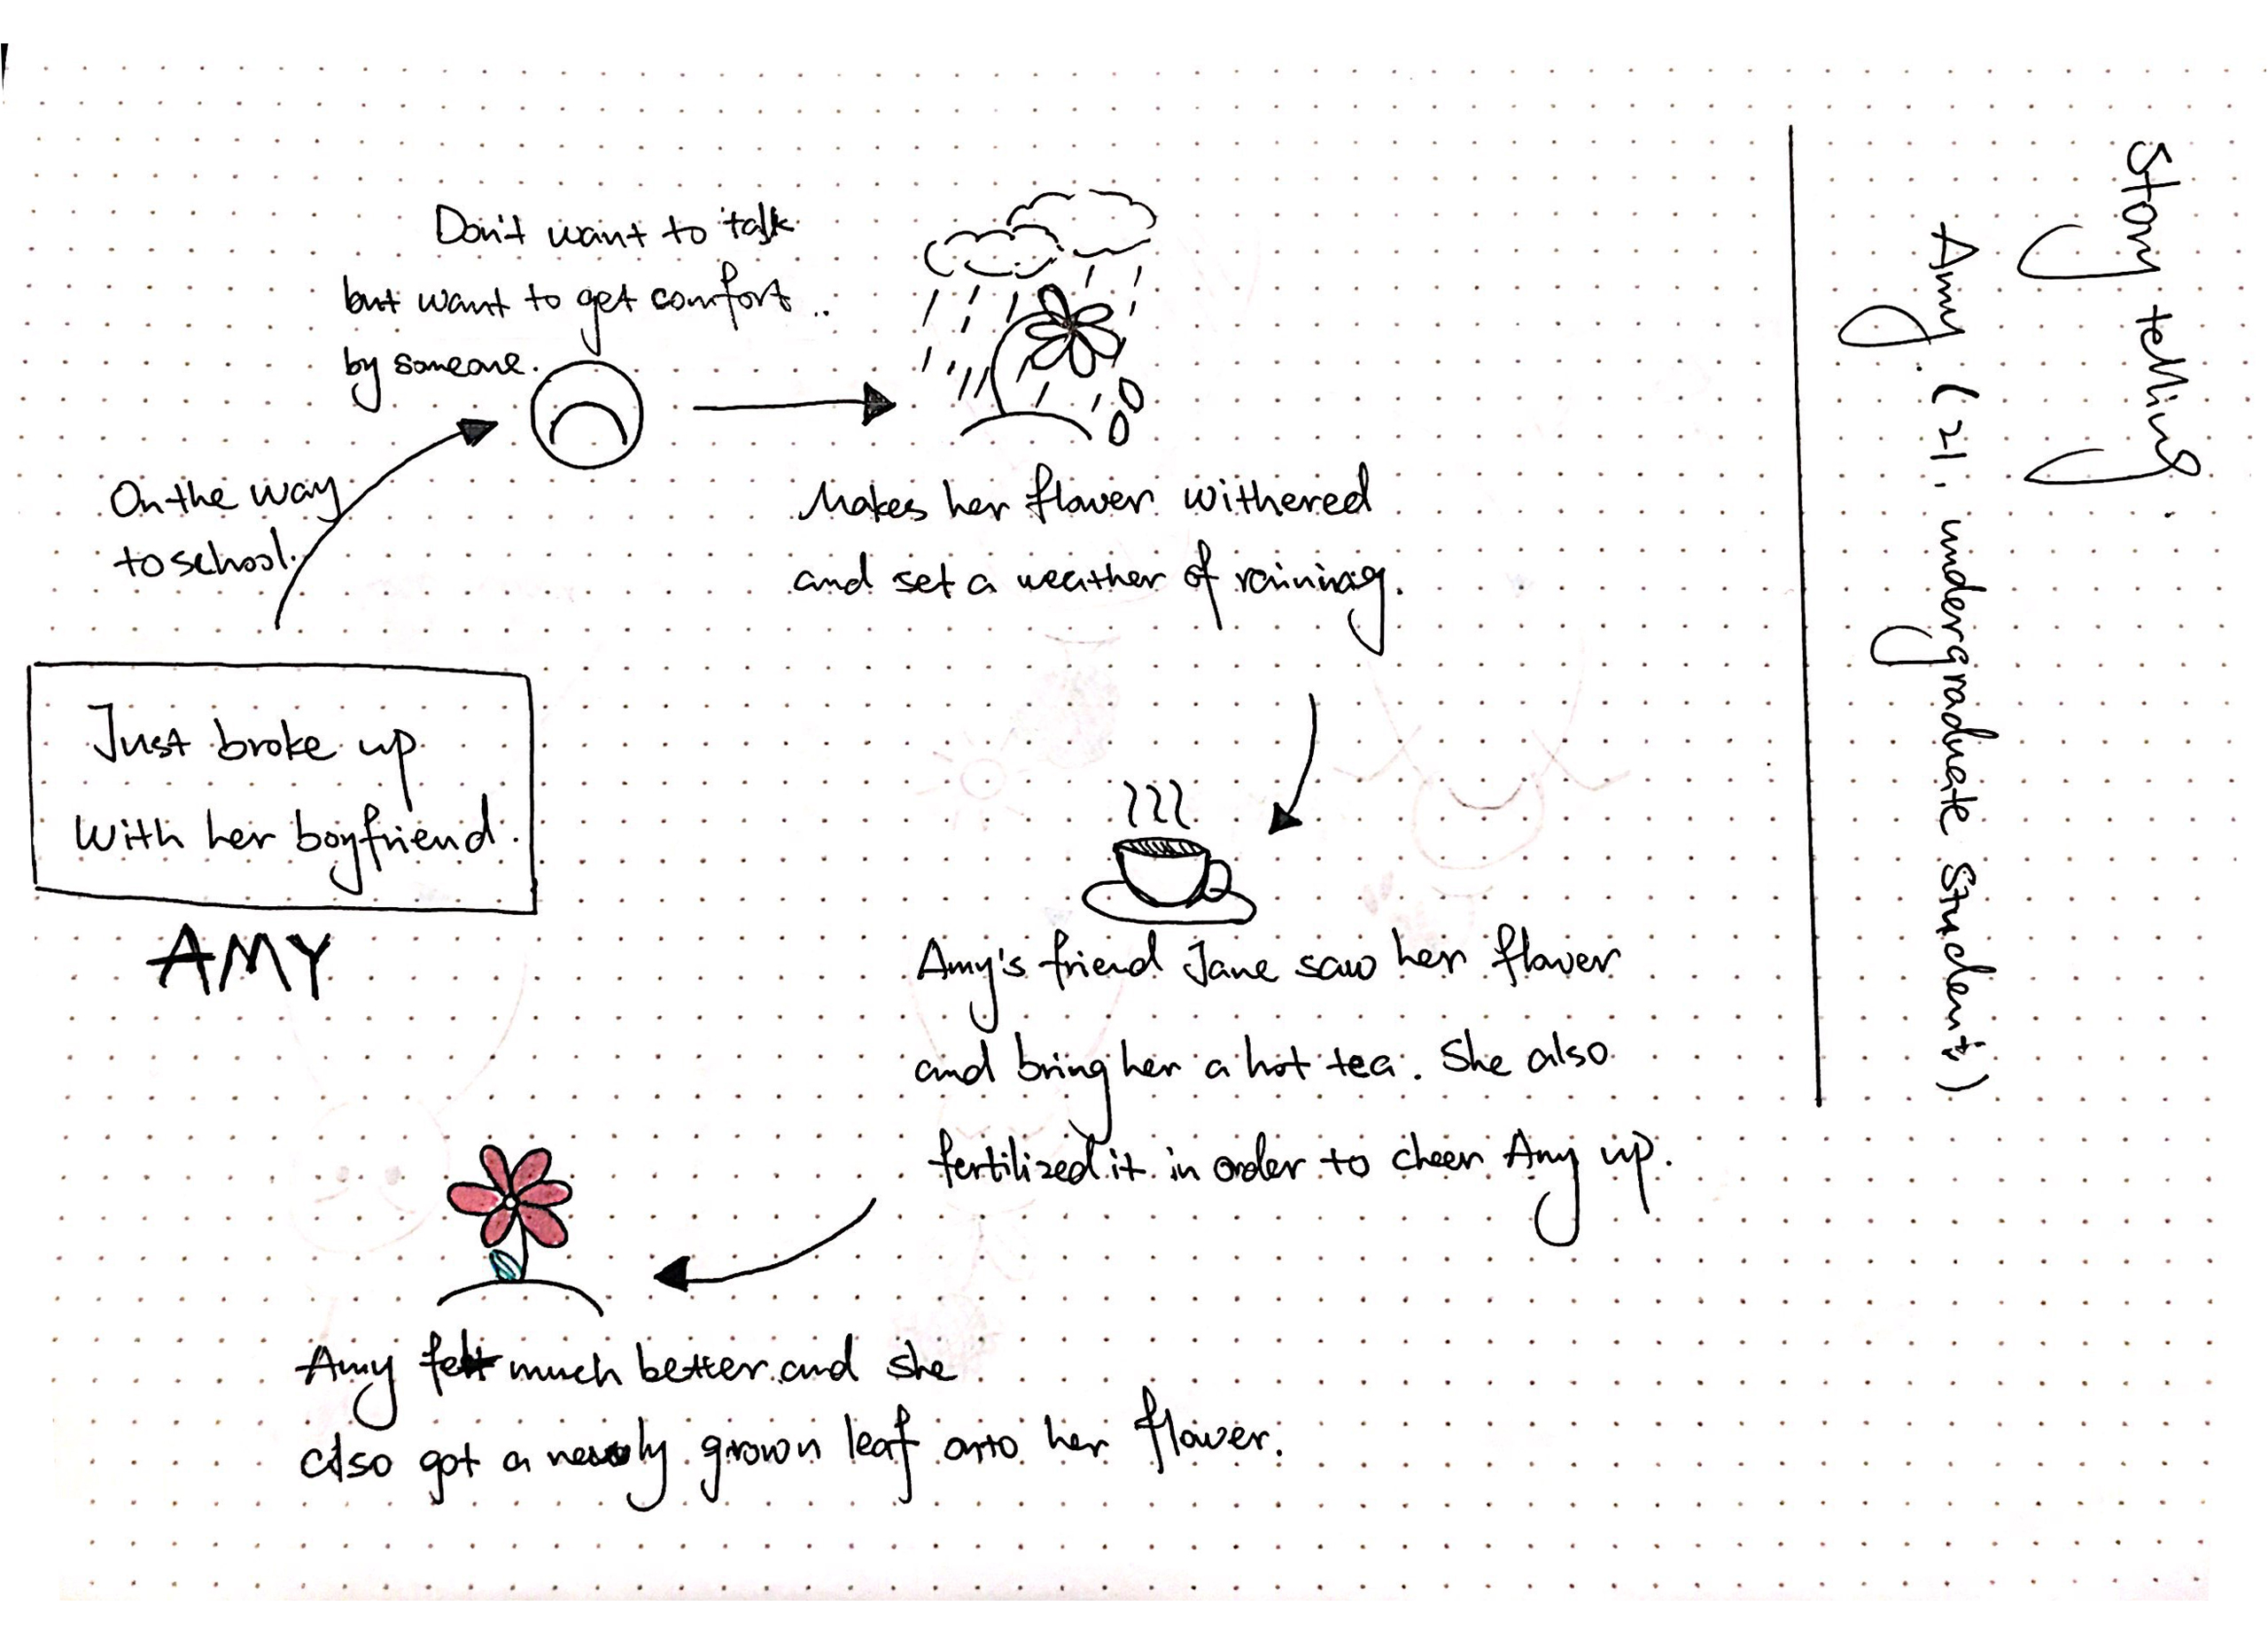 Story telling.
Amy. (21, undergraduate student)
Just broke up
with her boyfriend.
AMY
On the way
to school.
Don't want to talk
but want to get comfort..
by someone.
Makes her flower withered
and set a weather of raining.
Amy's friend Jane saw her flower
and bring her a hot tea. She also
fertilized it in order to cheer Amy up.
Amy felt much better and she
also got a newly grown leaf onto her flower.